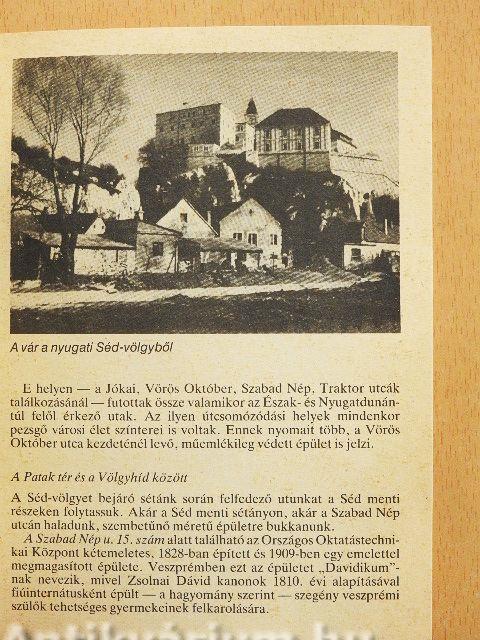 A vár a nyugati Séd-völgyből
E helyen — a Jókai, Vörös Október, Szabad Nép, Traktor utcák
találkozásánál — futottak össze valamikor az Észak- és Nyugatdunán-
túl felől érkező utak. Az ilyen útcsomózódási helyek mindenkor
pezsgő városi élet színterei is voltak. Ennek nyomait több, a Vörös
Október utca kezdeténél levő, műemlékileg védett épület is jelzi.
A Patak tér és a Völgyhíd között
A Séd-völgyet bejáró sétánk során felfedező utunkat a Séd menti
részeken folytassuk. Akár a Séd menti sétányon, akár a Szabad Nép
utcán haladunk, szembetűnő méretű épületre bukkanunk.
A Szabad Nép u. 15. szám alatt található az Országos Oktatástechni-
kai Központ kétemeletes, 1828-ban épített és 1909-ben egy emelettel
megmagasított épülete. Veszprémben ezt az épületet „Davidikum”-
nak nevezik, mivel Zsolnai Dávid kanonok 1810. évi alapításával
fiúinternátusként épült — a hagyomány szerint — szegény veszprémi
szülők tehetséges gyermekeinek felkarolására.
Antikvarium.hu